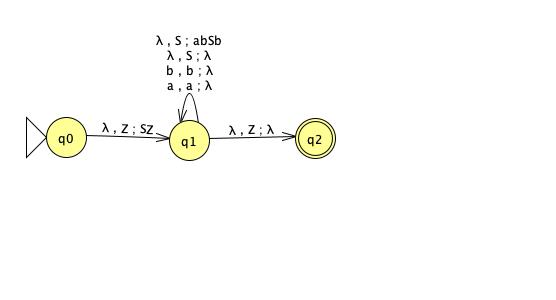 λ , S ; abSb
λ , S ; λ
b , b ; λ
a , a ; λ
q0
λ , Z ; SZ
q1
λ , Z ; λ
q2